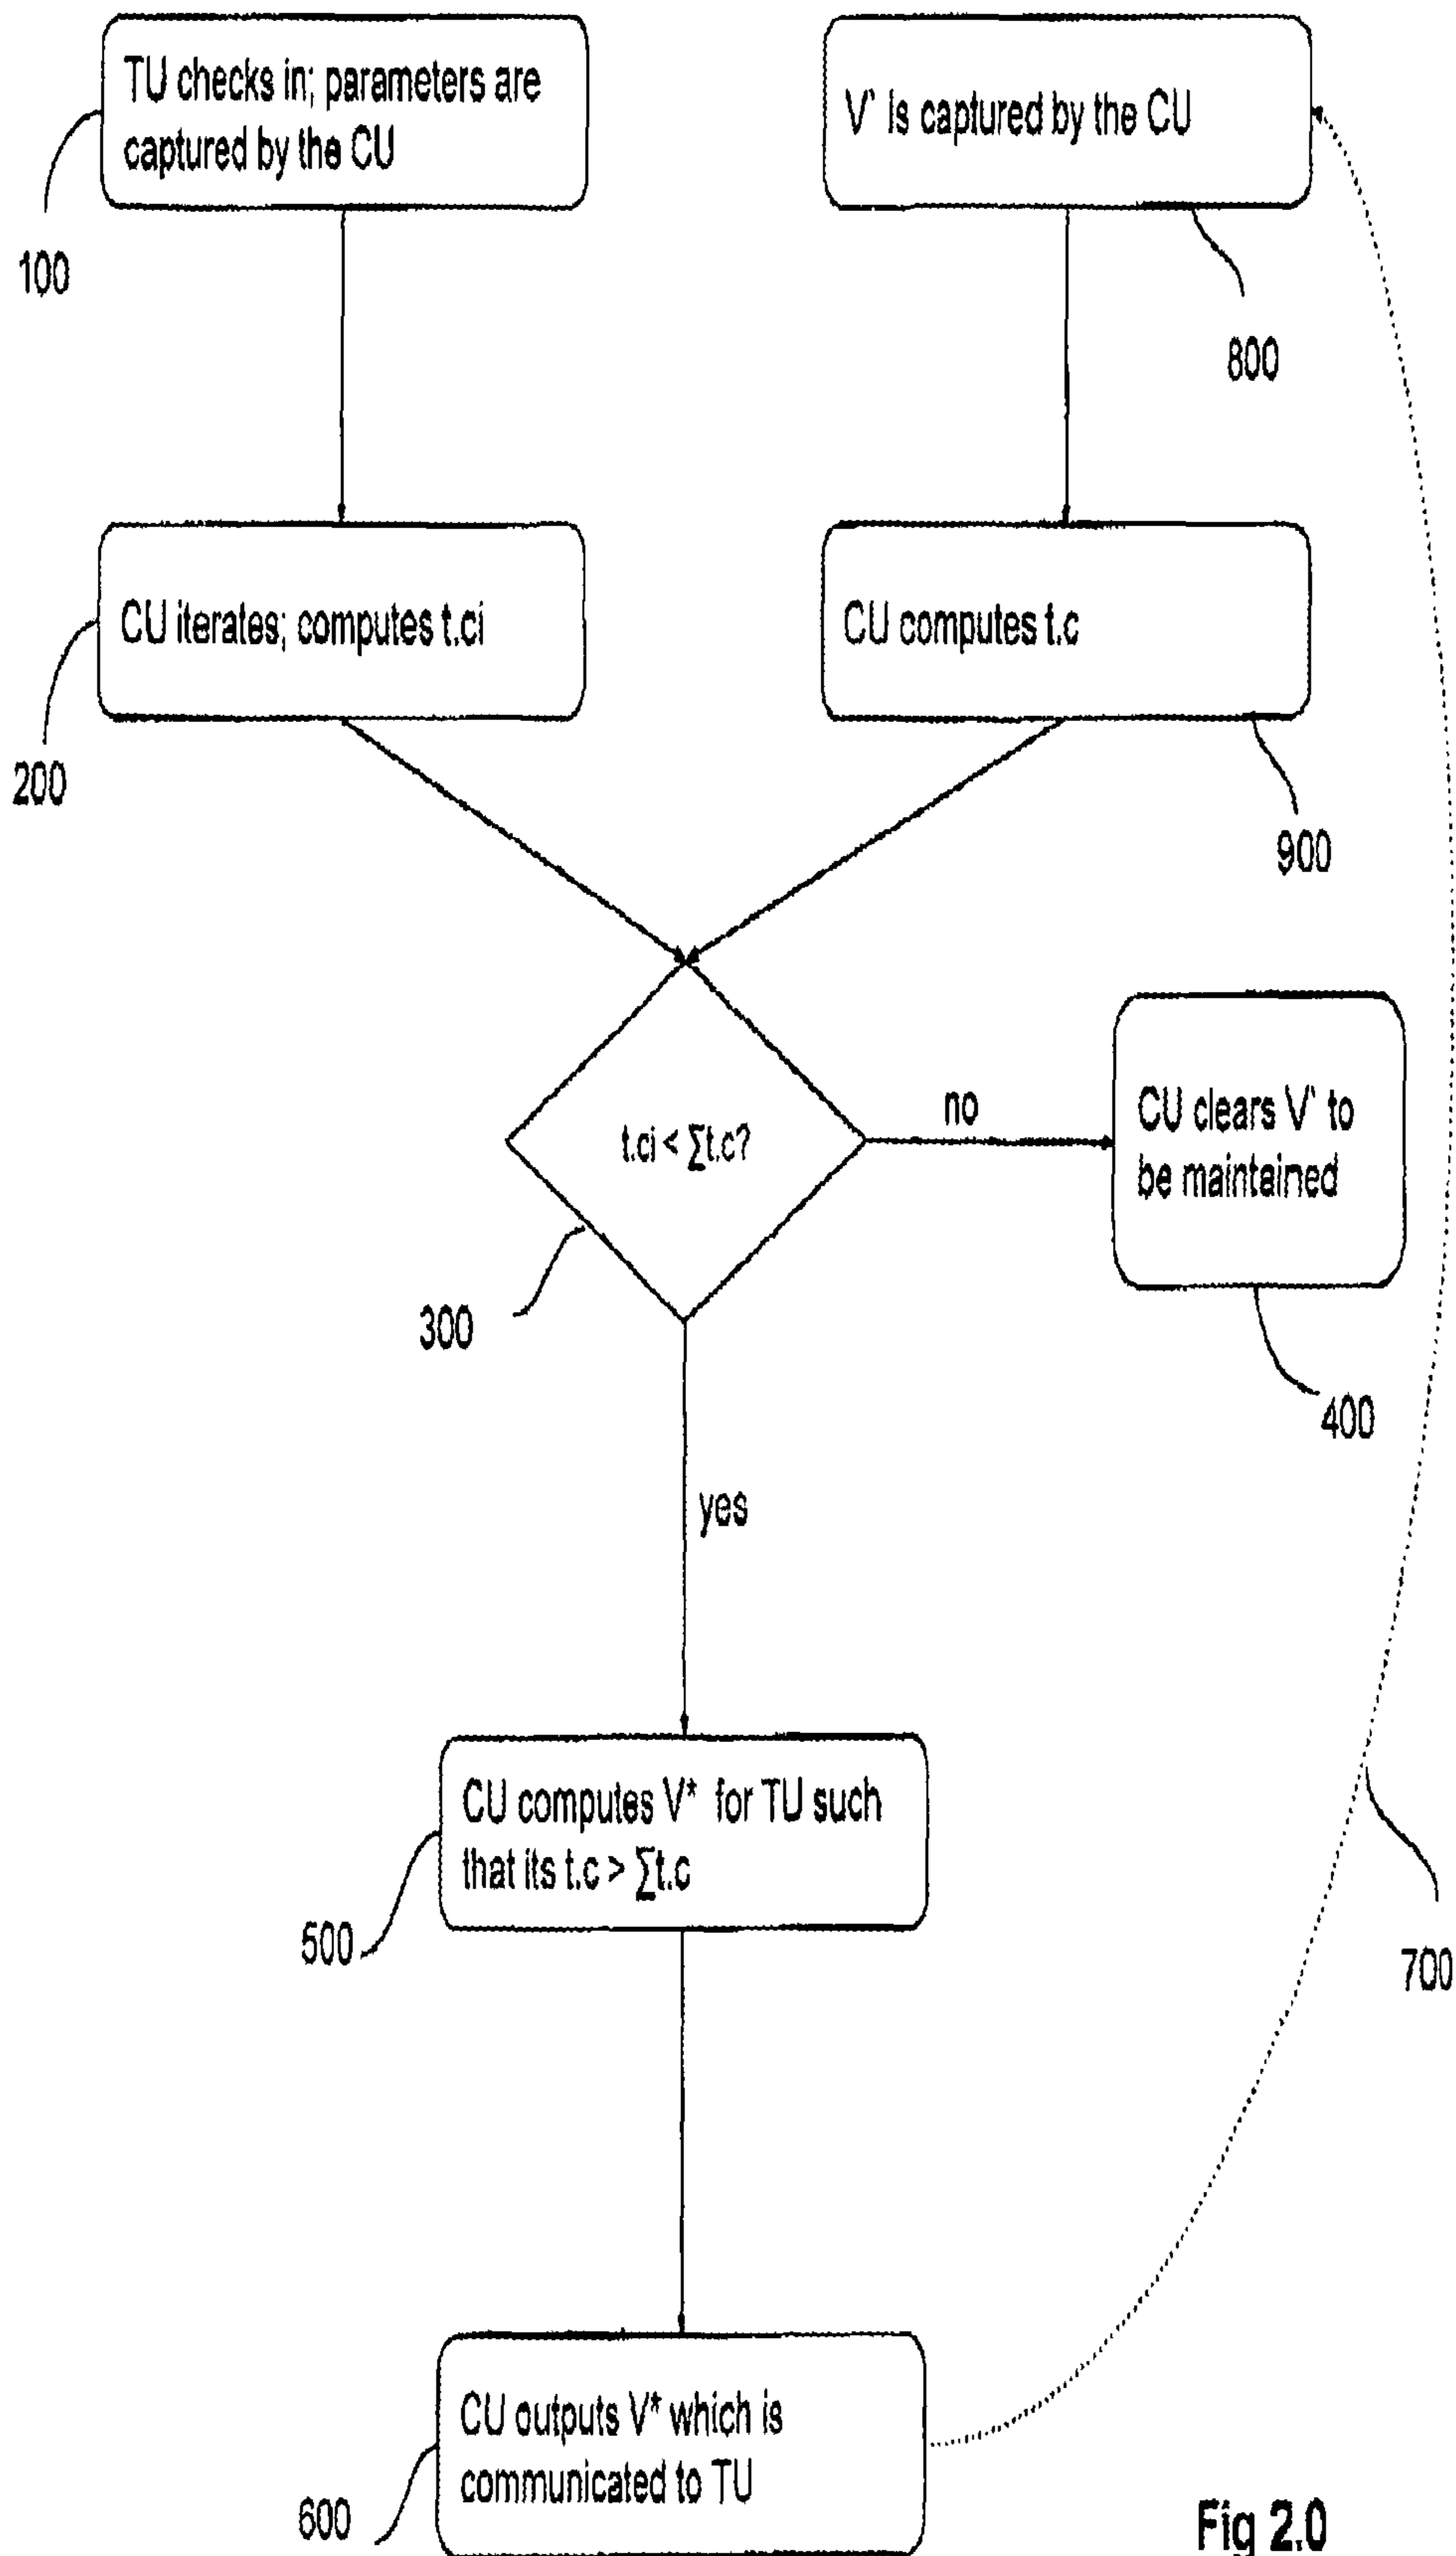 TU checks in; parameters are
captured by the CU
100
V` is captured by the CU
800
CU iterates; computes t.ci
200
CU computes t.c
900
t.ci < ∑t.c?
300
no
CU clears V` to
be maintained
400
yes
CU computes V* for TU such
that its t.c > ∑t.c
500
700
CU outputs V* which is
communicated to TU
600
Fig 2.0